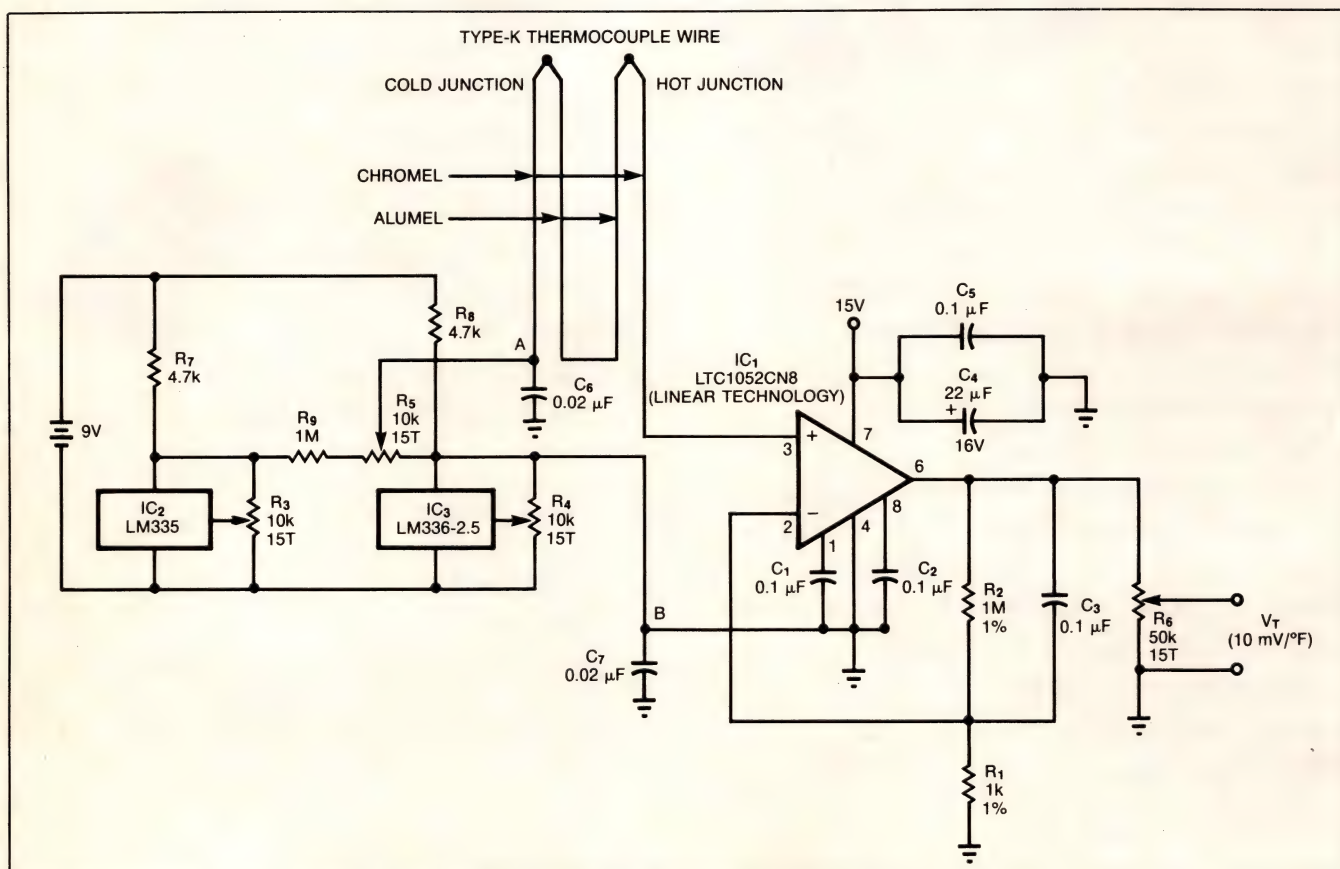 TYPE-K THERMOCOUPLE WIRE
COLD JUNCTION
HOT JUNCTION
CHROMEL
ALUMEL
9V
R7
4.7k
R8
4.7k
A
C6
0.02 µF
R9
1M
R5
10k
15T
IC2
LM335
R3
10k
15T
IC3
LM336-2.5
R4
10k
15T
B
C7
0.02 µF
15V
C5
0.1 µF
C4
22 µF
+
16V
IC1
LTC1052CN8
(LINEAR TECHNOLOGY)
+
3
−
2
7
6
8
1
4
C1
0.1 µF
C2
0.1 µF
R2
1M
1%
C3
0.1 µF
R6
50k
15T
VT
(10 mV/°F)
R1
1k
1%